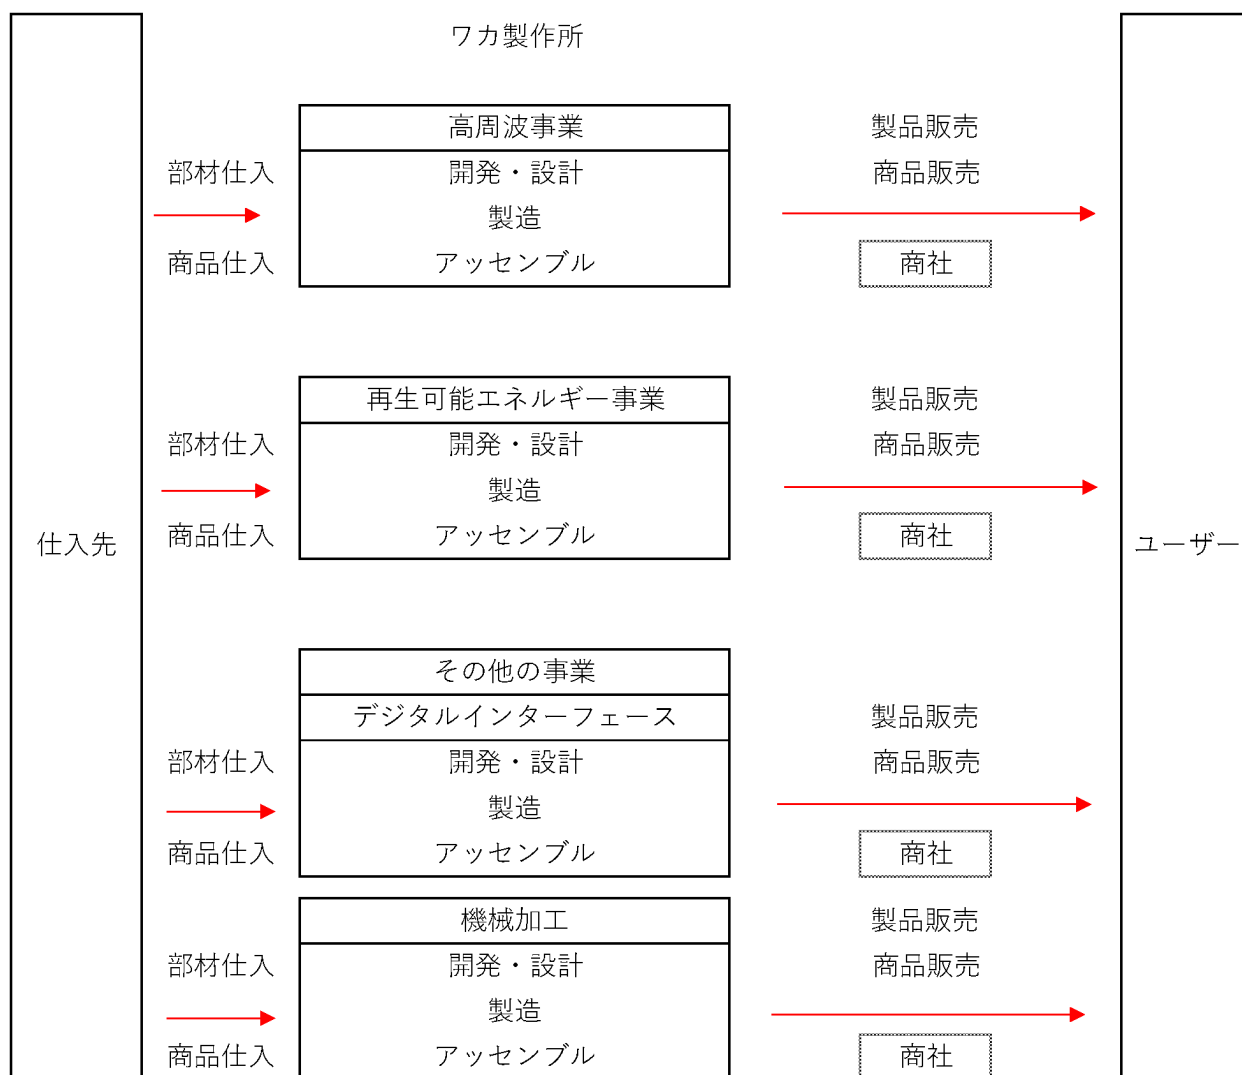 ワカ製作所
高周波事業
製品販売
部材仕入
開発・設計
商品販売
製造
商品仕入
アッセンブル
商社
再生可能エネルギー事業
製品販売
部材仕入
開発・設計
商品販売
製造
商品仕入
アッセンブル
商社
仕入先
ユーザー
その他の事業
デジタルインターフェース
製品販売
部材仕入
開発・設計
商品販売
製造
商品仕入
アッセンブル
商社
機械加工
製品販売
部材仕入
開発・設計
商品販売
製造
商品仕入
アッセンブル
商社